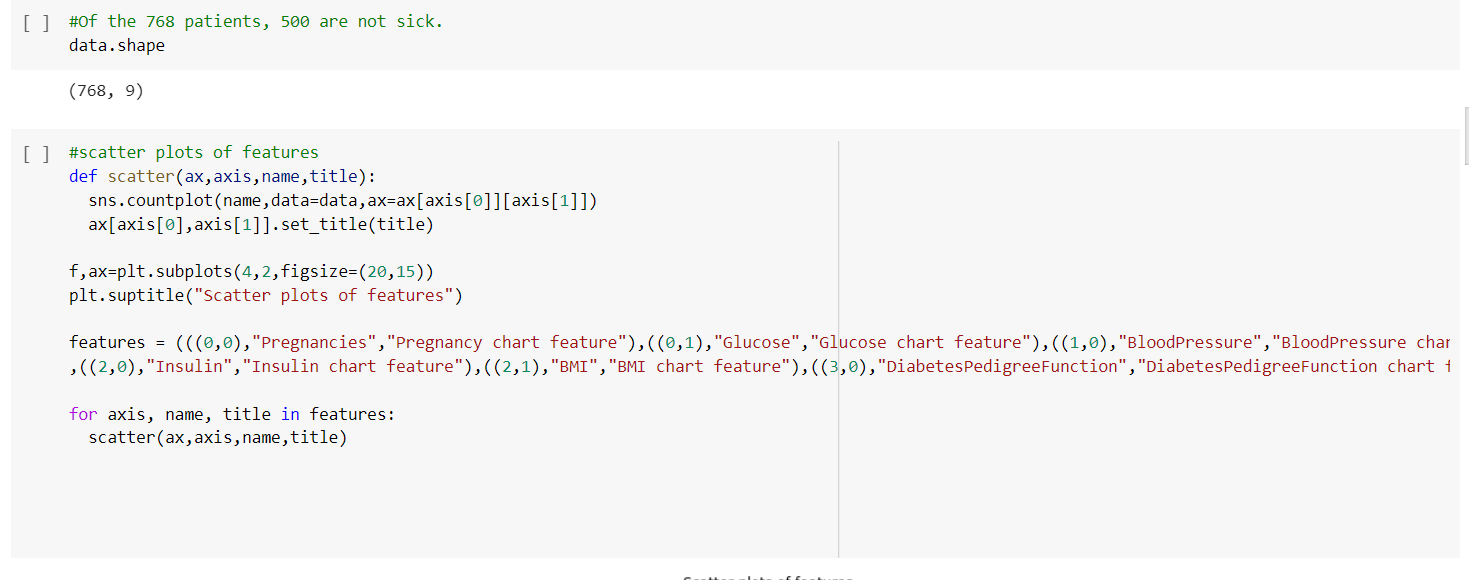 [ ] #Of the 768 patients, 500 are not sick.
data.shape
(768, 9)
[ ] #scatter plots of features
def scatter(ax,axis,name,title):
sns.countplot(name,data=data,ax=ax[axis[0]][axis[1]])
ax[axis[0],axis[1]].set_title(title)
f,ax=plt.subplots(4,2,figsize=(20,15))
plt.suptitle("Scatter plots of features")
features = (((0,0),"Pregnancies","Pregnancy chart feature"),((0,1),"Glucose","Glucose chart feature"),((1,0),"BloodPressure","BloodPressure char
,((2,0),"Insulin","Insulin chart feature"),((2,1),"BMI","BMI chart feature"),((3,0),"DiabetesPedigreeFunction","DiabetesPedigreeFunction chart f
for axis, name, title in features:
scatter(ax,axis,name,title)
Scatter plots of features